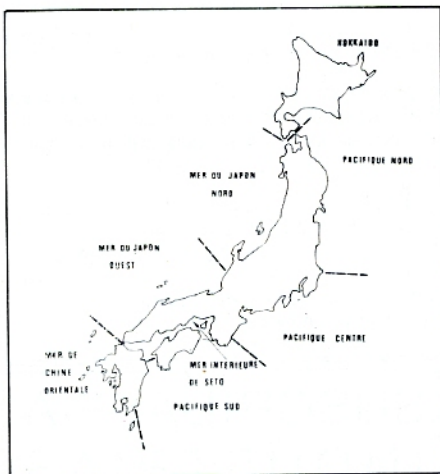 HOKKAIDO
PACIFIQUE NORD
MER DU JAPON
NORD
MER DU JAPON
OUEST
PACIFIQUE CENTRE
MER DE
CHINE
ORIENTALE
MER INTERIEURE
DE SETO
PACIFIQUE SUD